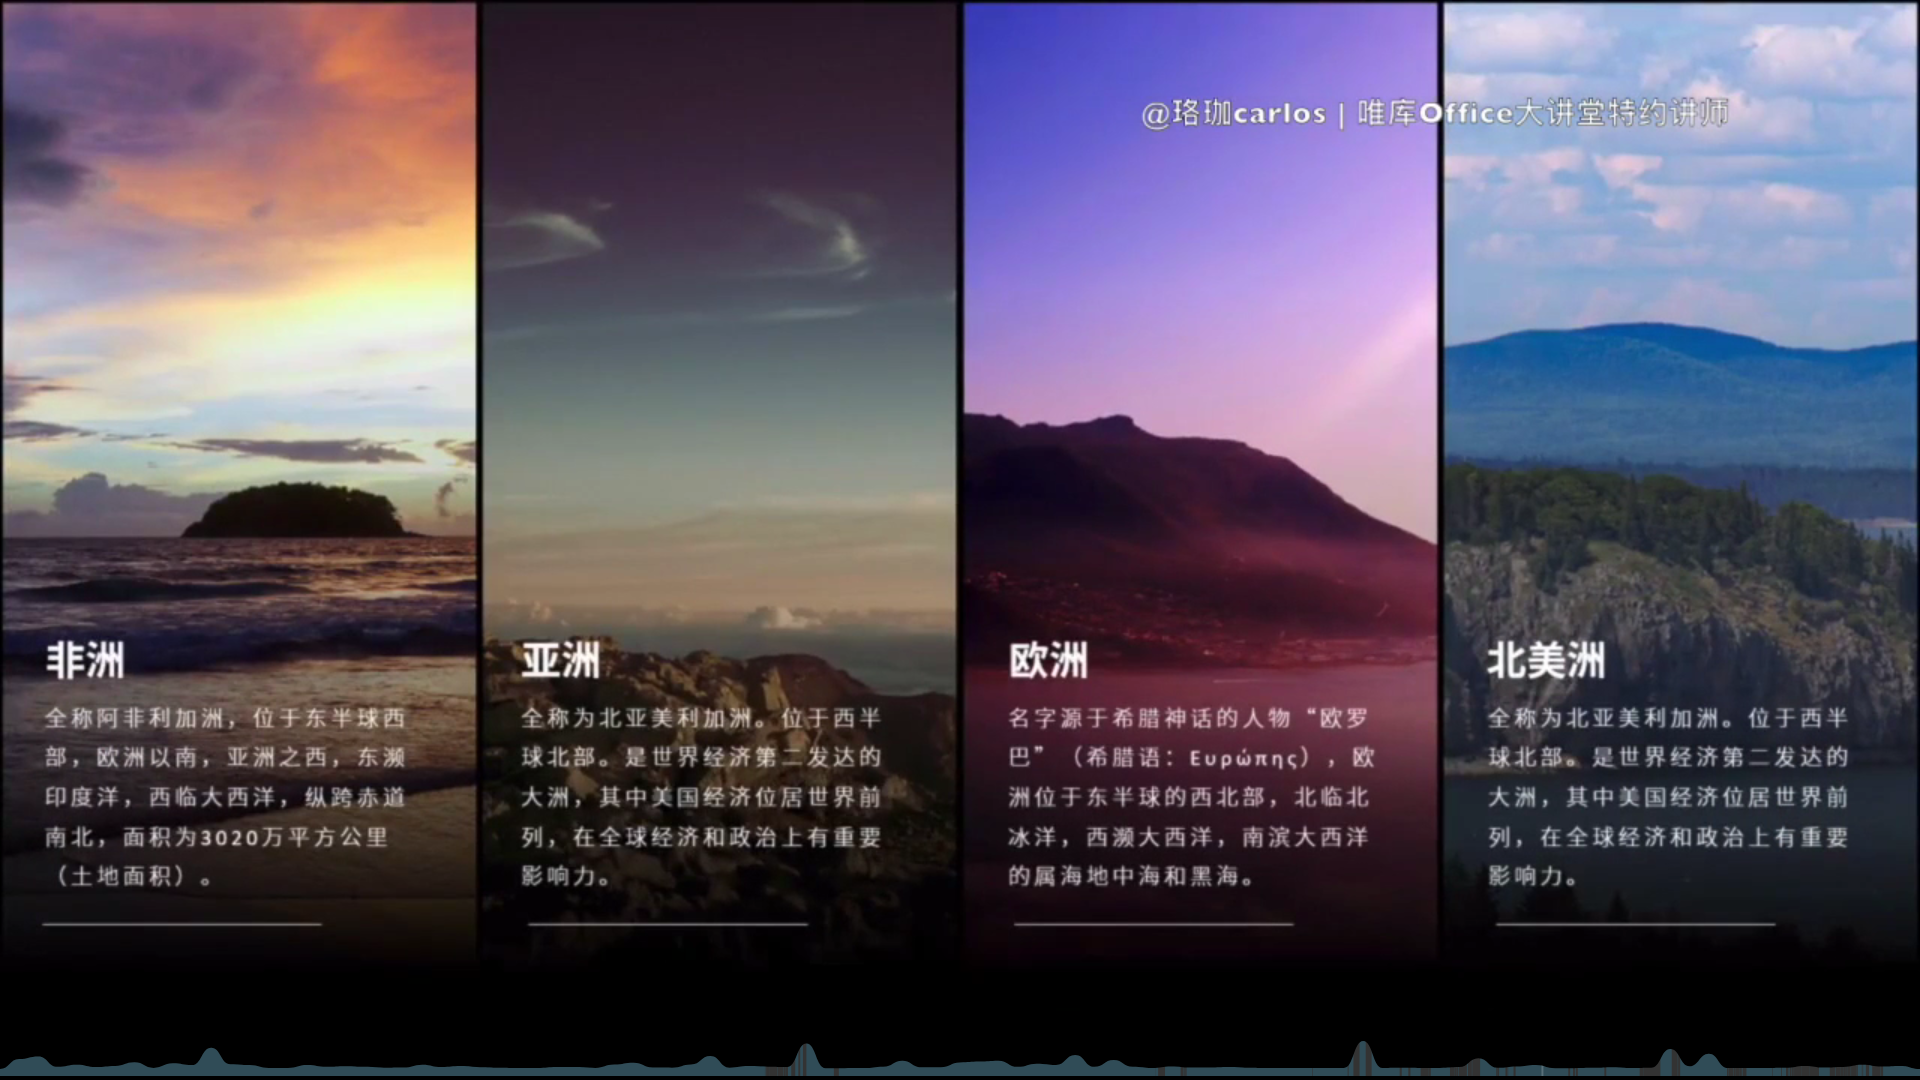 @珞珈carlos | 唯库Office大讲堂特约讲师
非洲
全称阿非利加洲，位于东半球西
部，欧洲以南，亚洲之西，东濒
印度洋，西临大西洋，纵跨赤道
南北，面积为3020万平方公里
（土地面积）。
亚洲
全称为北亚美利加洲。位于西半
球北部。是世界经济第二发达的
大洲，其中美国经济位居世界前
列，在全球经济和政治上有重要
影响力。
欧洲
名字源于希腊神话的人物“欧罗
巴”（希腊语：Ευρώπης），欧
洲位于东半球的西北部，北临北
冰洋，西濒大西洋，南滨大西洋
的属海地中海和黑海。
北美洲
全称为北亚美利加洲。位于西半
球北部。是世界经济第二发达的
大洲，其中美国经济位居世界前
列，在全球经济和政治上有重要
影响力。